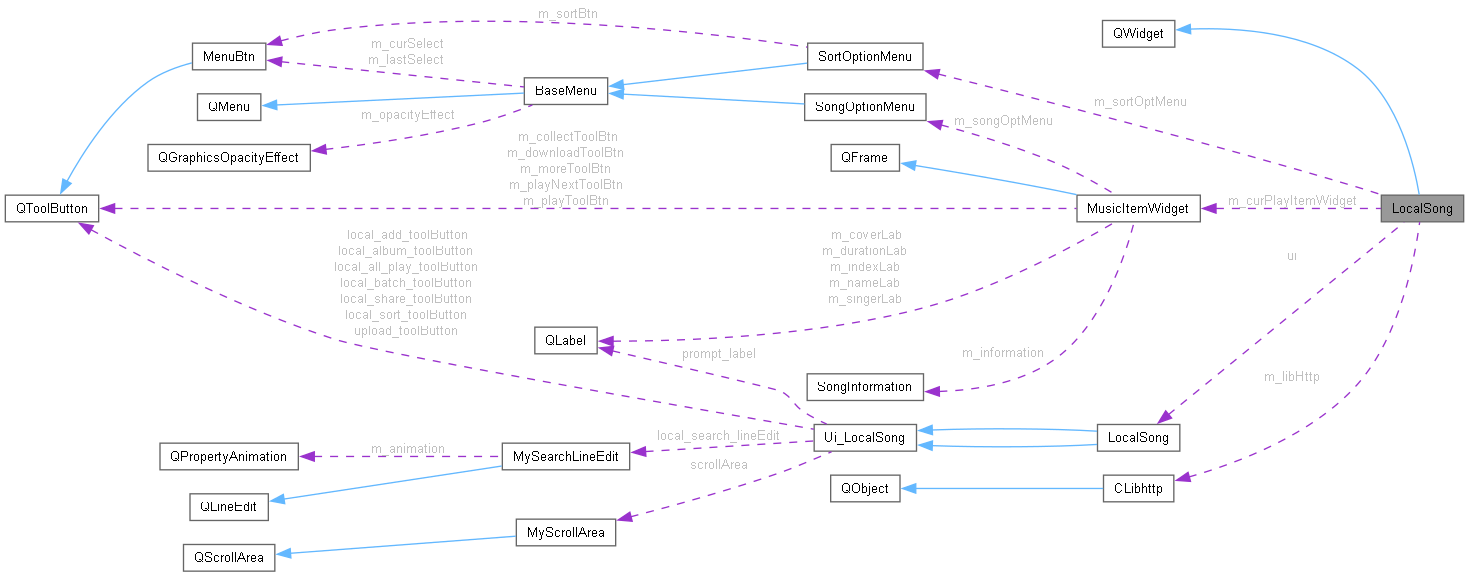 m_sortBtn
QWidget
MenuBtn
m_curSelect
m_lastSelect
SortOptionMenu
BaseMenu
QMenu
SongOptionMenu
m_sortOptMenu
m_opacityEffect
m_songOptMenu
QGraphicsOpacityEffect
m_collectToolBtn
m_downloadToolBtn
m_moreToolBtn
m_playNextToolBtn
m_playToolBtn
QFrame
QToolButton
MusicItemWidget
m_curPlayItemWidget
LocalSong
local_add_toolButton
local_album_toolButton
local_all_play_toolButton
local_batch_toolButton
local_share_toolButton
local_sort_toolButton
upload_toolButton
m_coverLab
m_durationLab
m_indexLab
m_nameLab
m_singerLab
ui
QLabel
prompt_label
m_information
m_libHttp
SongInformation
Ui_LocalSong
LocalSong
local_search_lineEdit
QPropertyAnimation
m_animation
MySearchLineEdit
scrollArea
QObject
CLibhttp
QLineEdit
MyScrollArea
QScrollArea